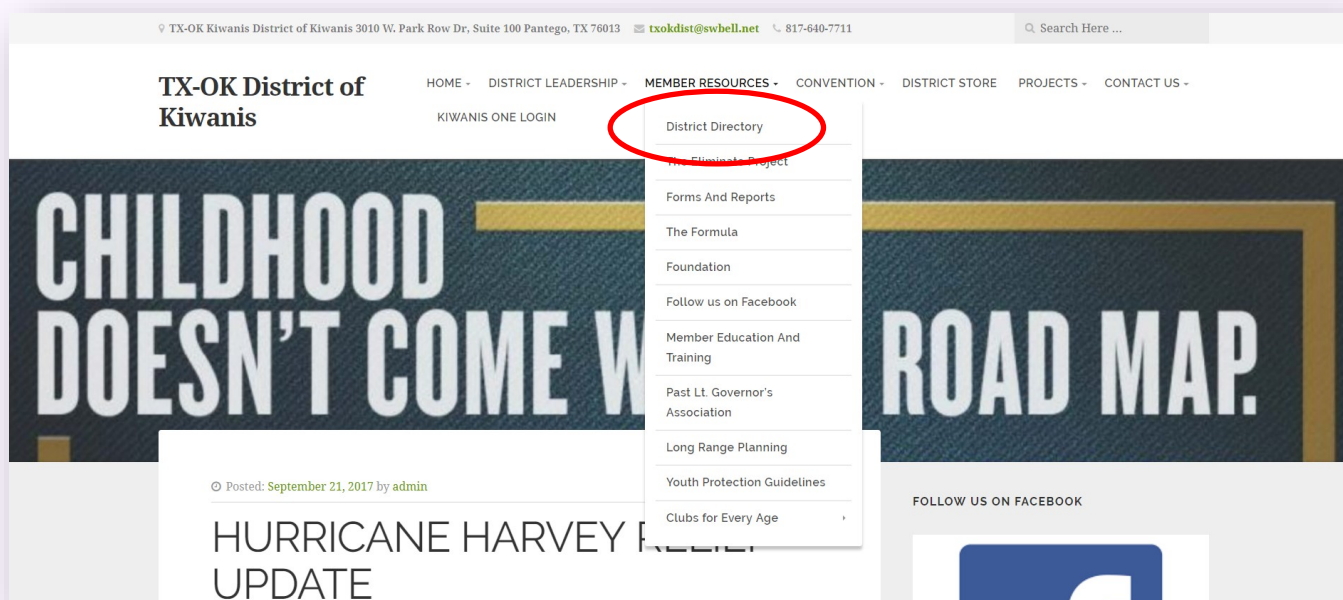 TX-OK Kiwanis District of Kiwanis 3010 W. Park Row Dr, Suite 100 Pantego, TX 76013 txokdist@swbell.net 817-640-7711
Search Here ...
TX-OK District of
Kiwanis
HOME DISTRICT LEADERSHIP MEMBER RESOURCES CONVENTION DISTRICT STORE PROJECTS CONTACT US
KIWANIS ONE LOGIN
District Directory
The Eliminate Project
Forms And Reports
The Formula
Foundation
Follow us on Facebook
Member Education And
Training
Past Lt. Governor's
Association
Long Range Planning
Youth Protection Guidelines
Clubs for Every Age
CHILDHOOD
DOESN'T COME W ROAD MAP.
Posted: September 21, 2017 by admin
HURRICANE HARVEY RELIEF
UPDATE
FOLLOW US ON FACEBOOK